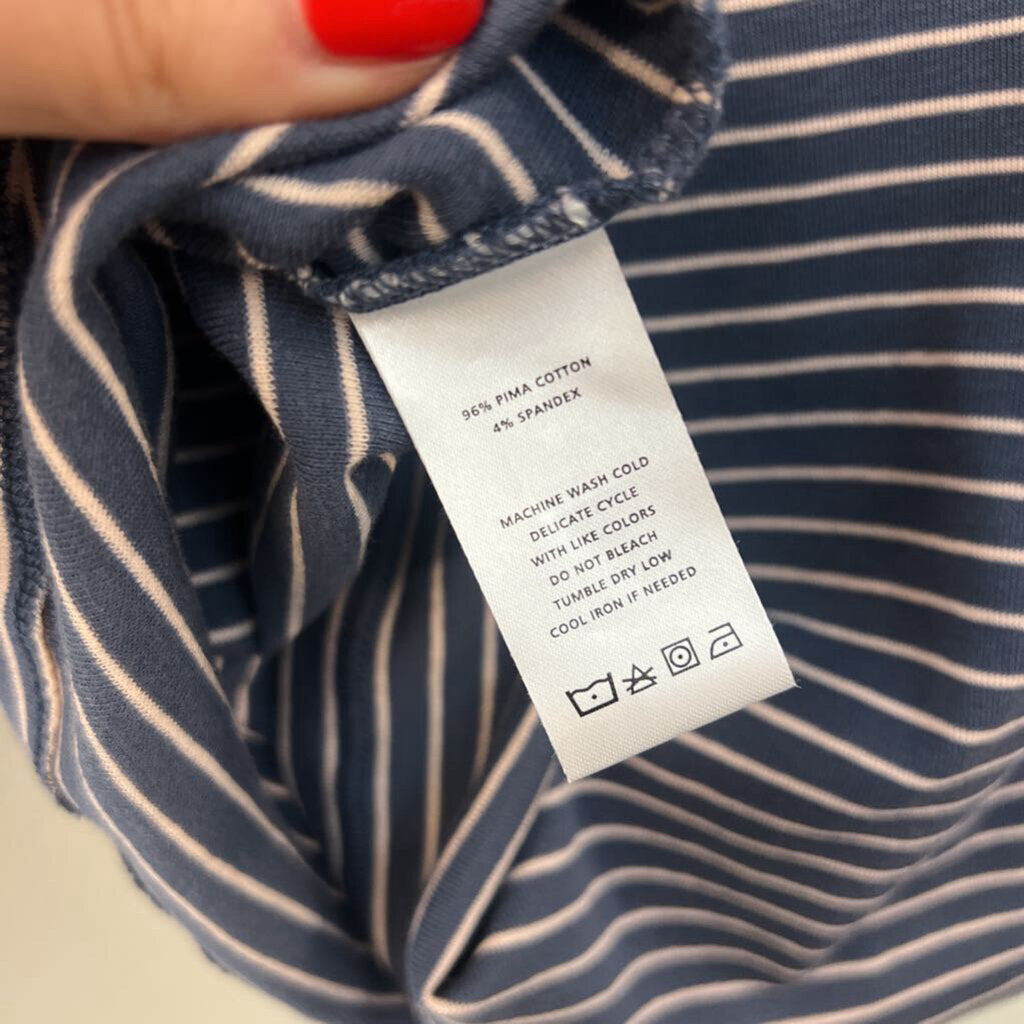 96% PIMA COTTON
4% SPANDEX
MACHINE WASH COLD
DELICATE CYCLE
WITH LIKE COLORS
DO NOT BLEACH
TUMBLE DRY LOW
COOL IRON IF NEEDED